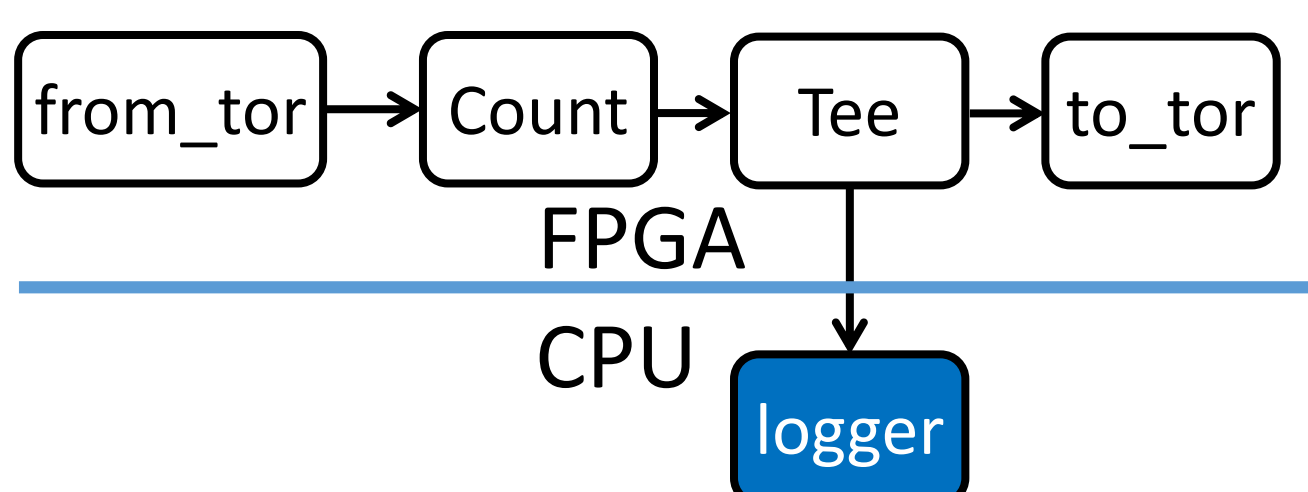 from_tor
Count
Tee
to_tor
FPGA
CPU
logger